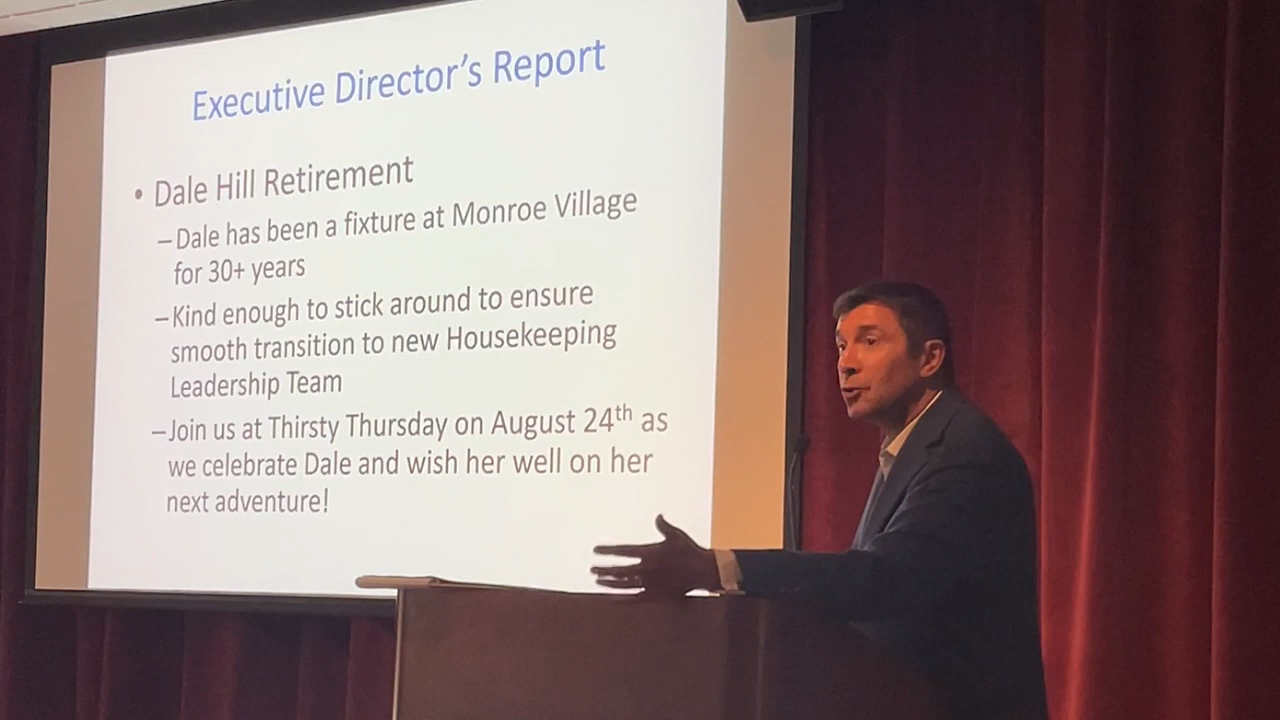 Executive Director's Report
• Dale Hill Retirement
–Dale has been a fixture at Monroe Village
for 30+ years
–Kind enough to stick around to ensure
smooth transition to new Housekeeping
Leadership Team
–Join us at Thirsty Thursday on August 24th as
we celebrate Dale and wish her well on her
next adventure!